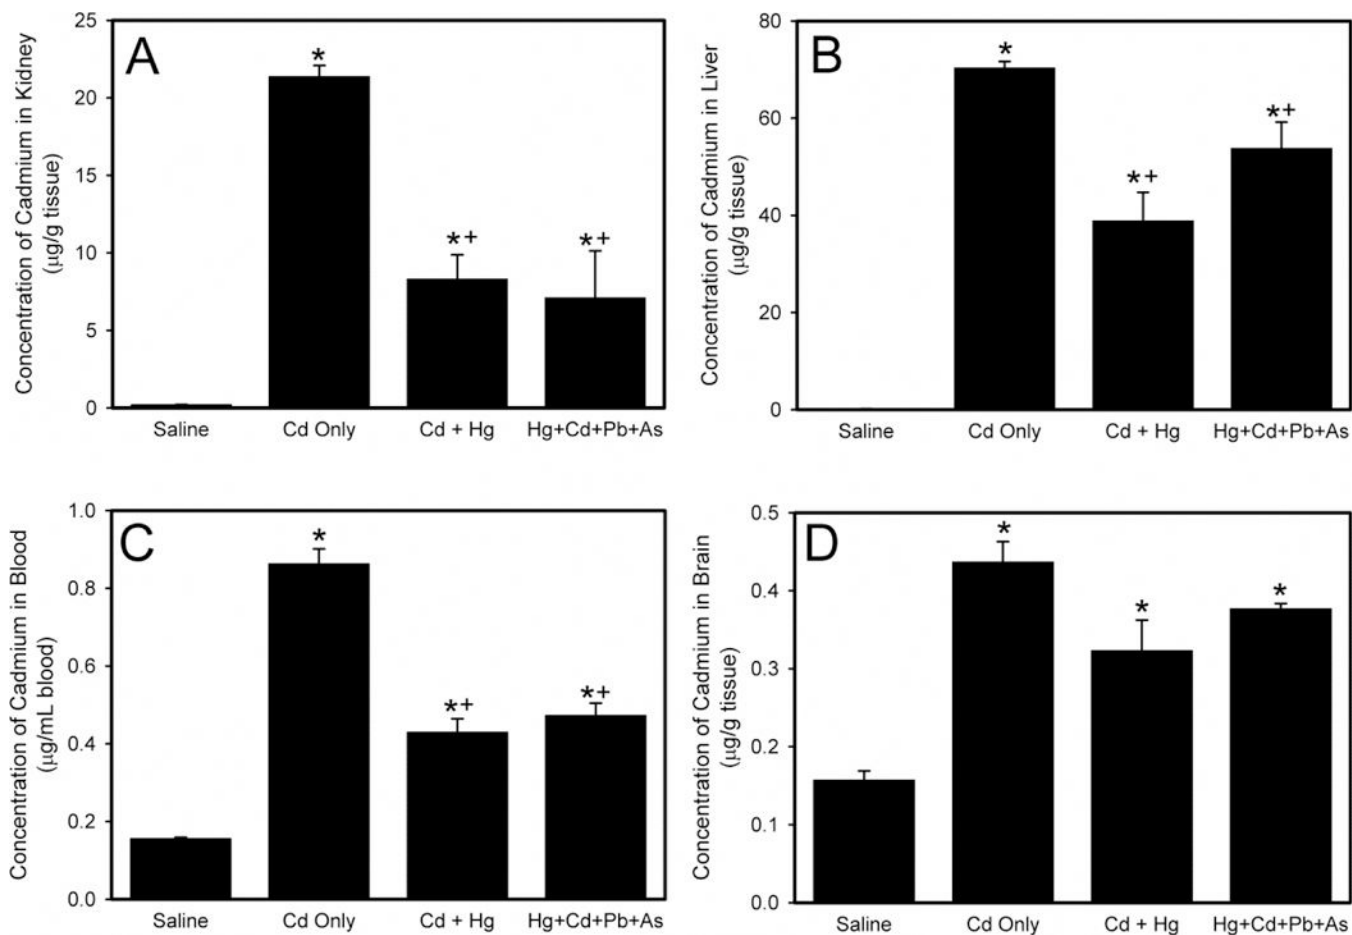 A
Concentration of Cadmium in Kidney
(µg/g tissue)
25
20
15
10
5
0
*
*+
*+
Saline
Cd Only
Cd + Hg
Hg+Cd+Pb+As
B
Concentration of Cadmium in Liver
(µg/g tissue)
80
60
40
20
0
*
*+
*+
Saline
Cd Only
Cd + Hg
Hg+Cd+Pb+As
C
Concentration of Cadmium in Blood
(µg/mL blood)
1.0
0.8
0.6
0.4
0.2
0.0
*
*+
*+
Saline
Cd Only
Cd + Hg
Hg+Cd+Pb+As
D
Concentration of Cadmium in Brain
(µg/g tissue)
0.5
0.4
0.3
0.2
0.1
0.0
*
*
*
Saline
Cd Only
Cd + Hg
Hg+Cd+Pb+As